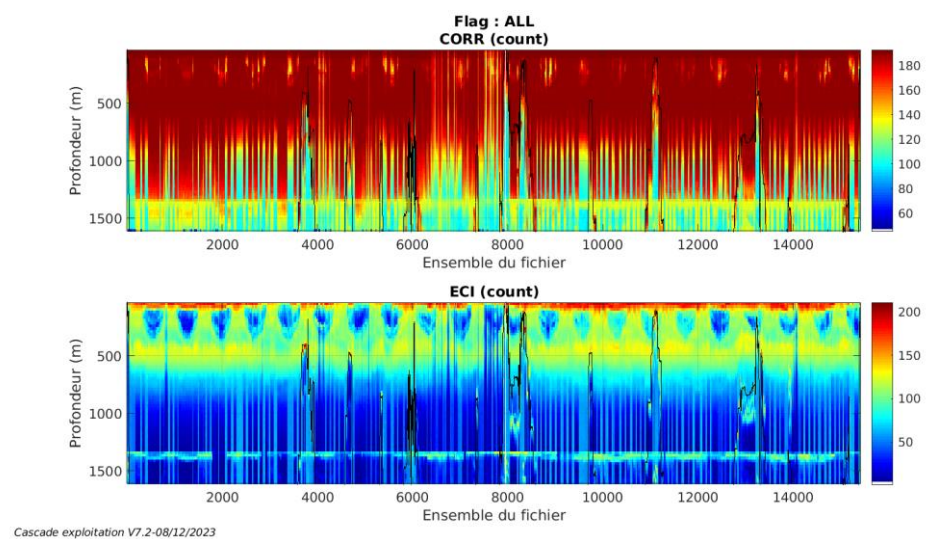 Flag : ALL
CORR (count)
Profondeur (m)
500
1000
1500
2000 4000 6000 8000 10000 12000 14000
Ensemble du fichier
180
160
140
120
100
80
60
ECI (count)
Profondeur (m)
500
1000
1500
2000 4000 6000 8000 10000 12000 14000
Ensemble du fichier
200
150
100
50
Cascade exploitation V7.2-08/12/2023